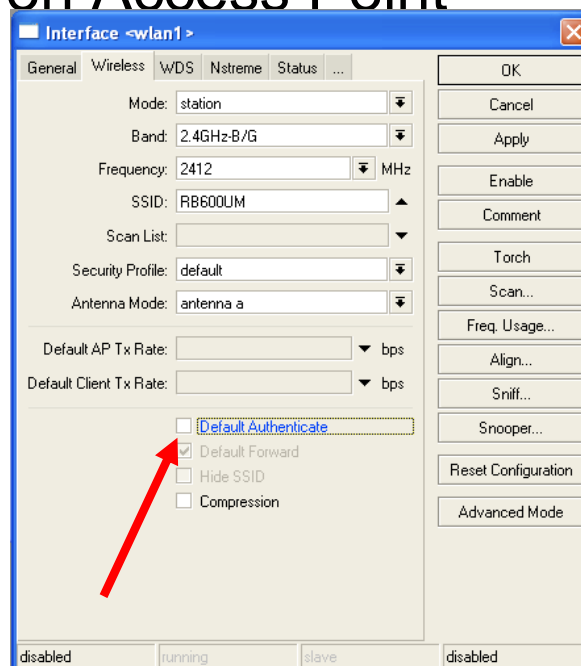 on Access Point
Interface <wlan1>
General Wireless WDS Nstreme Status ...
Mode: station
Band: 2.4GHz-B/G
Frequency: 2412 MHz
SSID: RB600UM
Scan List:
Security Profile: default
Antenna Mode: antenna a
Default AP Tx Rate: bps
Default Client Tx Rate: bps
Default Authenticate
Default Forward
Hide SSID
Compression
OK
Cancel
Apply
Enable
Comment
Torch
Scan...
Freq. Usage...
Align...
Sniff...
Snooper...
Reset Configuration
Advanced Mode
disabled running slave disabled